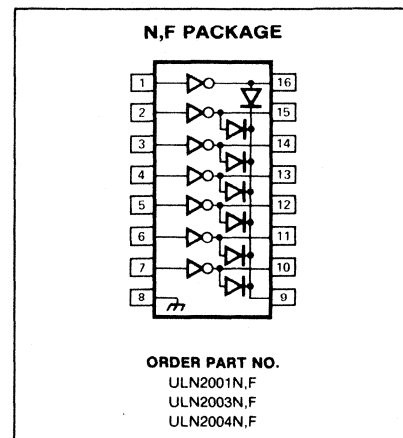 N,F PACKAGE
1 16
2 15
3 14
4 13
5 12
6 11
7 10
8 9
ORDER PART NO.
ULN2001N,F
ULN2003N,F
ULN2004N,F